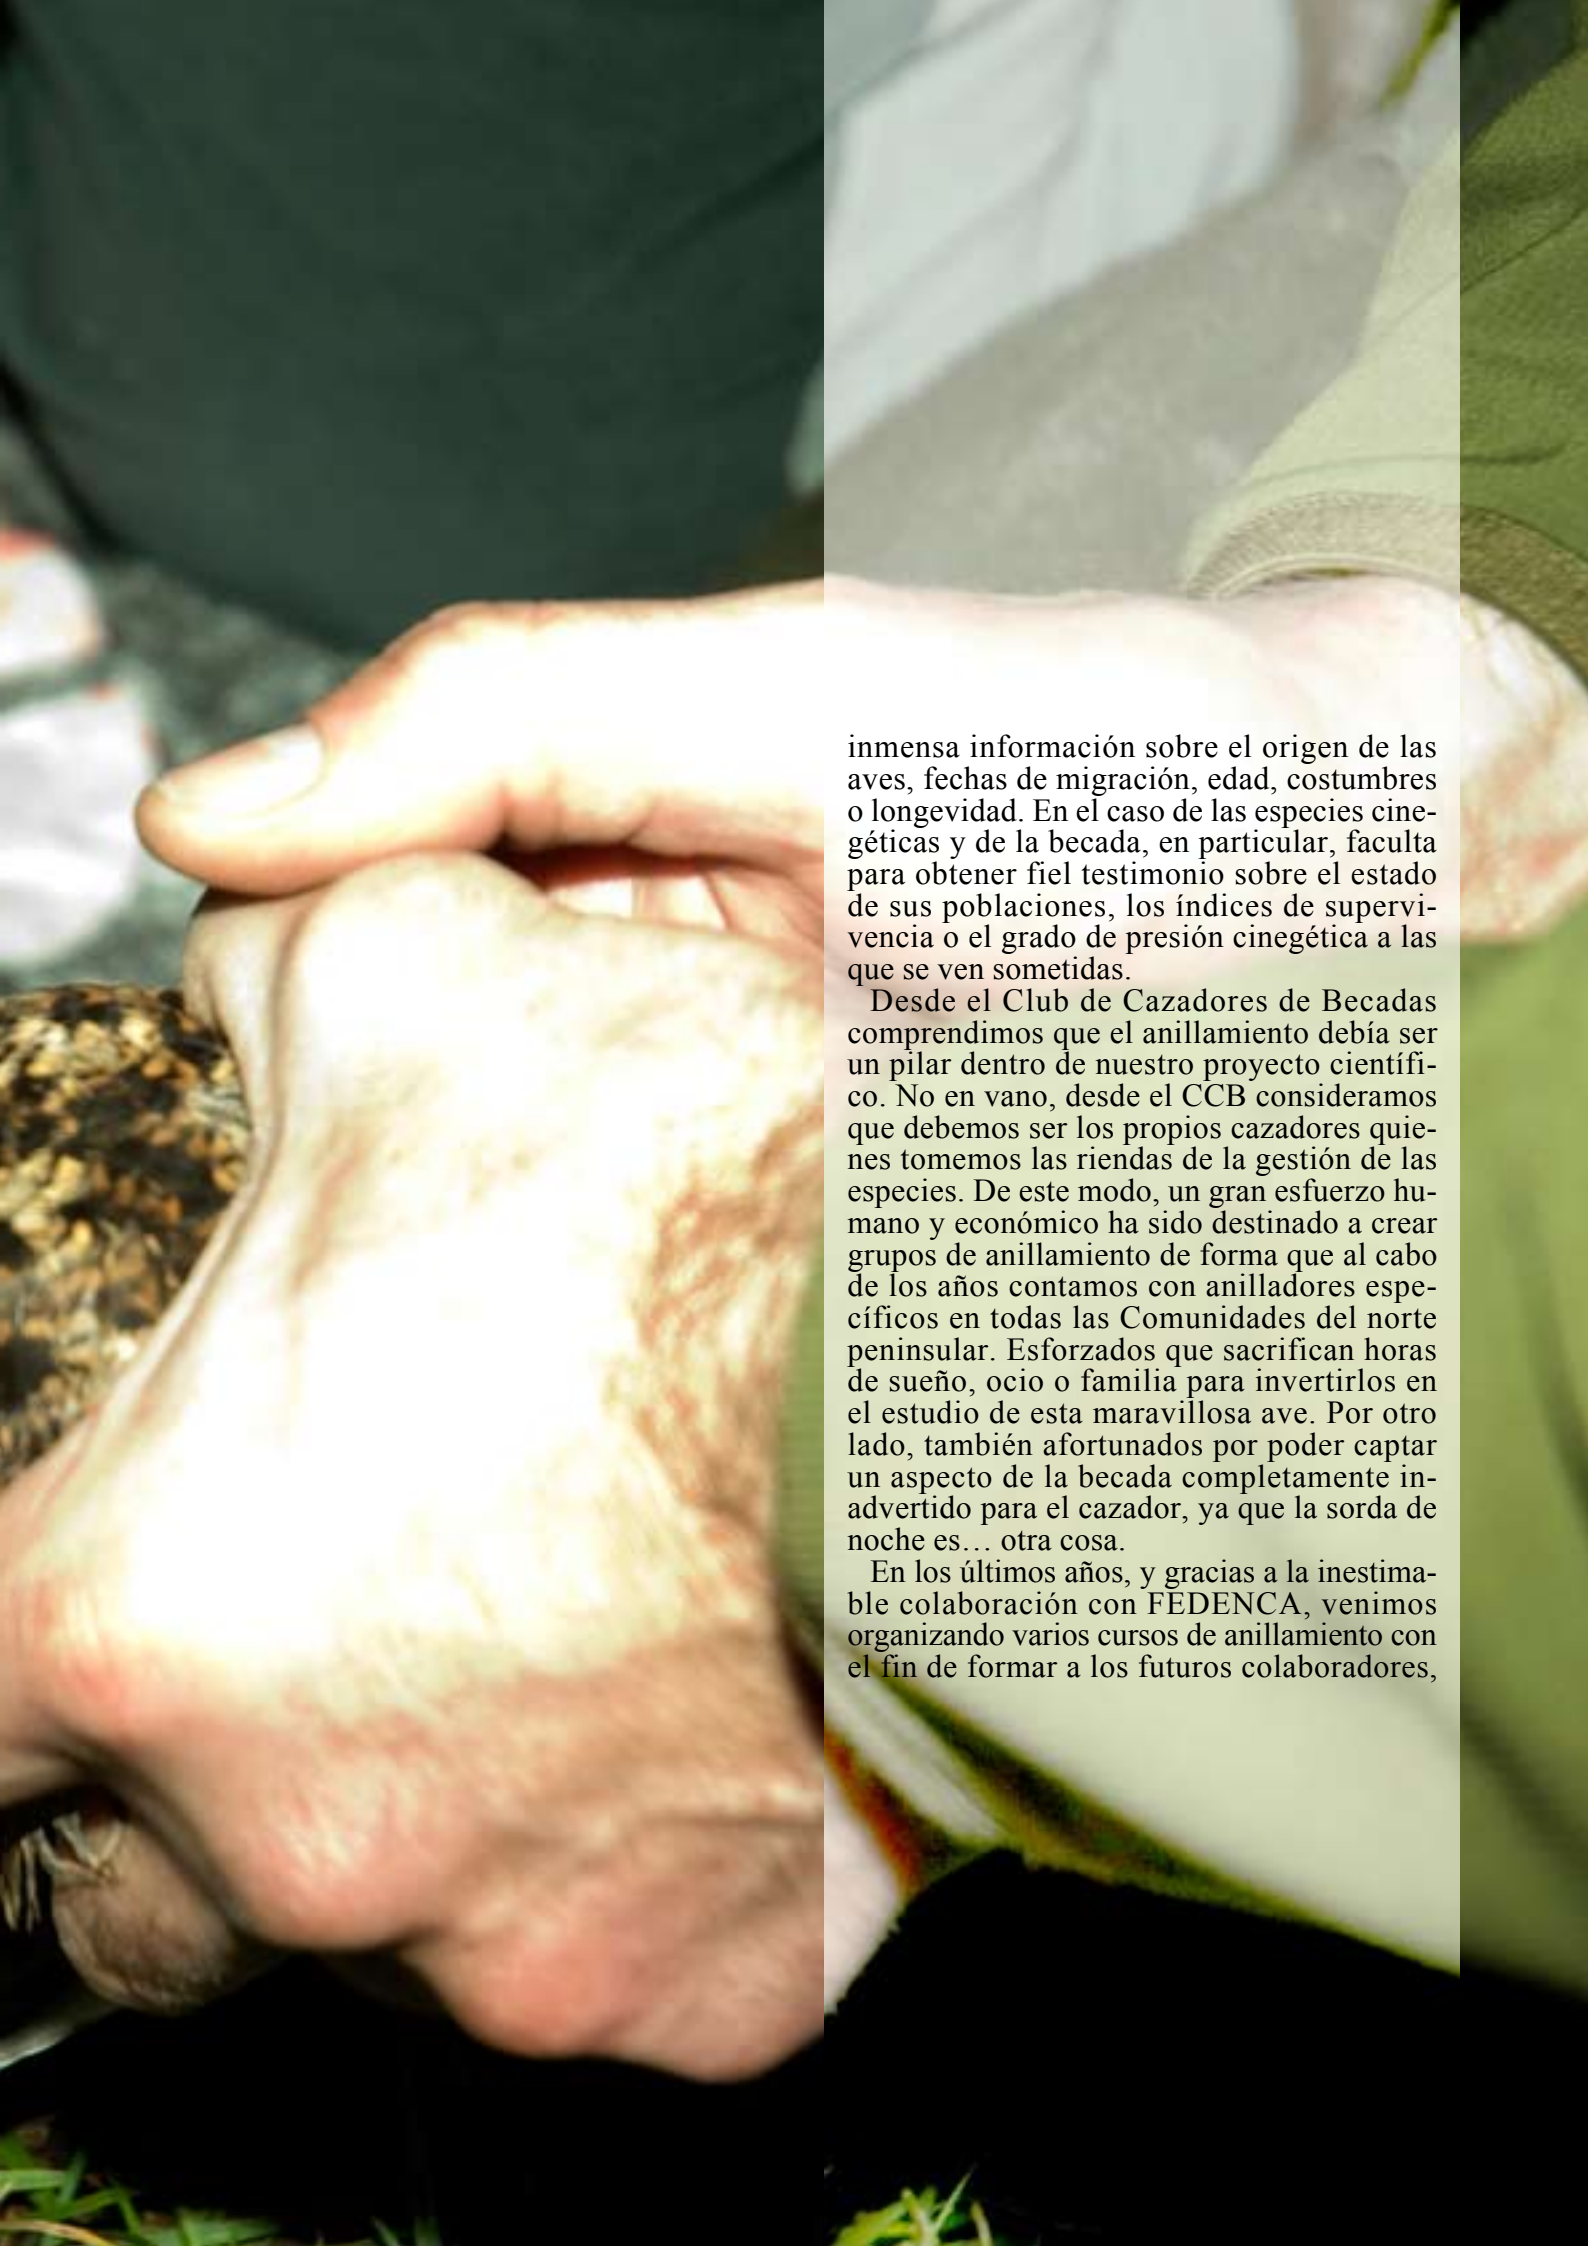 inmensa información sobre el origen de las
aves, fechas de migración, edad, costumbres
o longevidad. En el caso de las especies cine-
géticas y de la becada, en particular, faculta
para obtener fiel testimonio sobre el estado
de sus poblaciones, los índices de supervi-
vencia o el grado de presión cinegética a las
que se ven sometidas.
Desde el Club de Cazadores de Becadas
comprendimos que el anillamiento debía ser
un pilar dentro de nuestro proyecto científi-
co. No en vano, desde el CCB consideramos
que debemos ser los propios cazadores quie-
nes tomemos las riendas de la gestión de las
especies. De este modo, un gran esfuerzo hu-
mano y económico ha sido destinado a crear
grupos de anillamiento de forma que al cabo
de los años contamos con anilladores espe-
cíficos en todas las Comunidades del norte
peninsular. Esforzados que sacrifican horas
de sueño, ocio o familia para invertirlos en
el estudio de esta maravillosa ave. Por otro
lado, también afortunados por poder captar
un aspecto de la becada completamente in-
advertido para el cazador, ya que la sorda de
noche es… otra cosa.
En los últimos años, y gracias a la inestima-
ble colaboración con FEDENCA, venimos
organizando varios cursos de anillamiento con
el fin de formar a los futuros colaboradores,